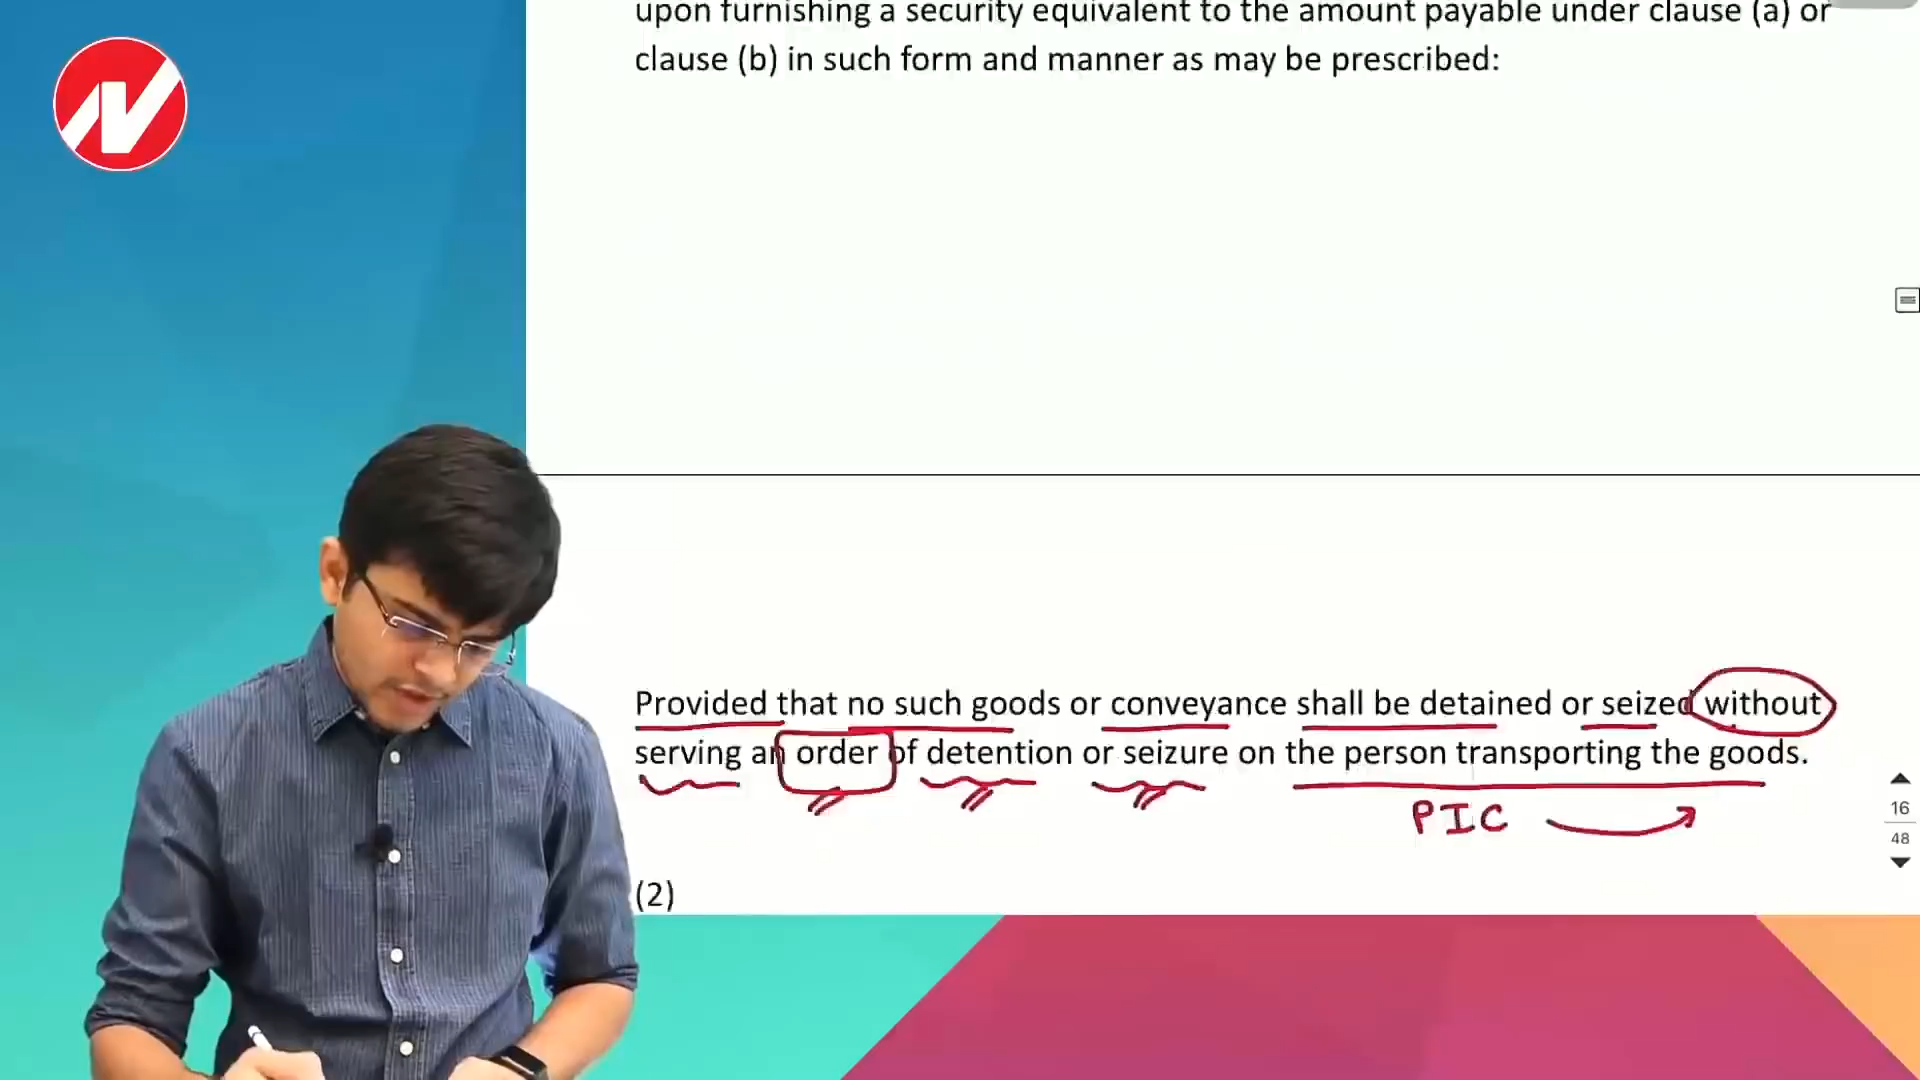 upon furnishing a security equivalent to the amount payable under clause (a) or
clause (b) in such form and manner as may be prescribed:
Provided that no such goods or conveyance shall be detained or seized without
serving an order of detention or seizure on the person transporting the goods.
PIC
16
48
(2)